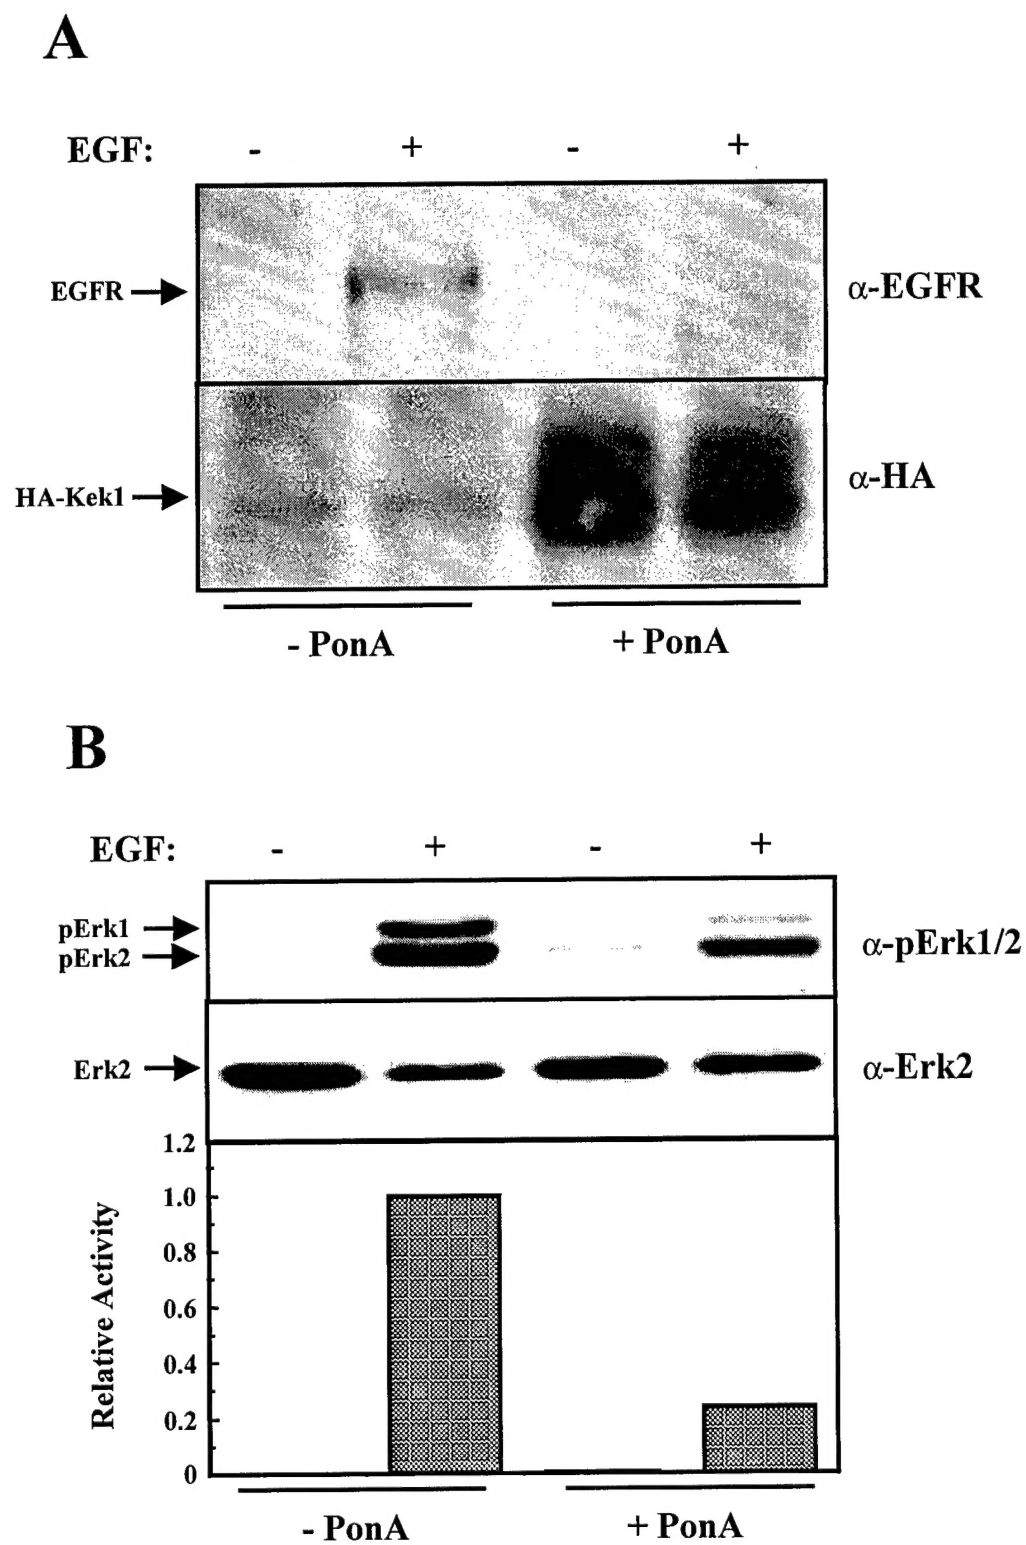 A
EGF: - + - +
EGFR
α-EGFR
HA-Kek1
α-HA
- PonA + PonA
B
EGF: - + - +
pErk1
pErk2
α-pErk1/2
Erk2
α-Erk2
1.2
1.0
0.8
0.6
0.4
0.2
0
Relative Activity
- PonA + PonA